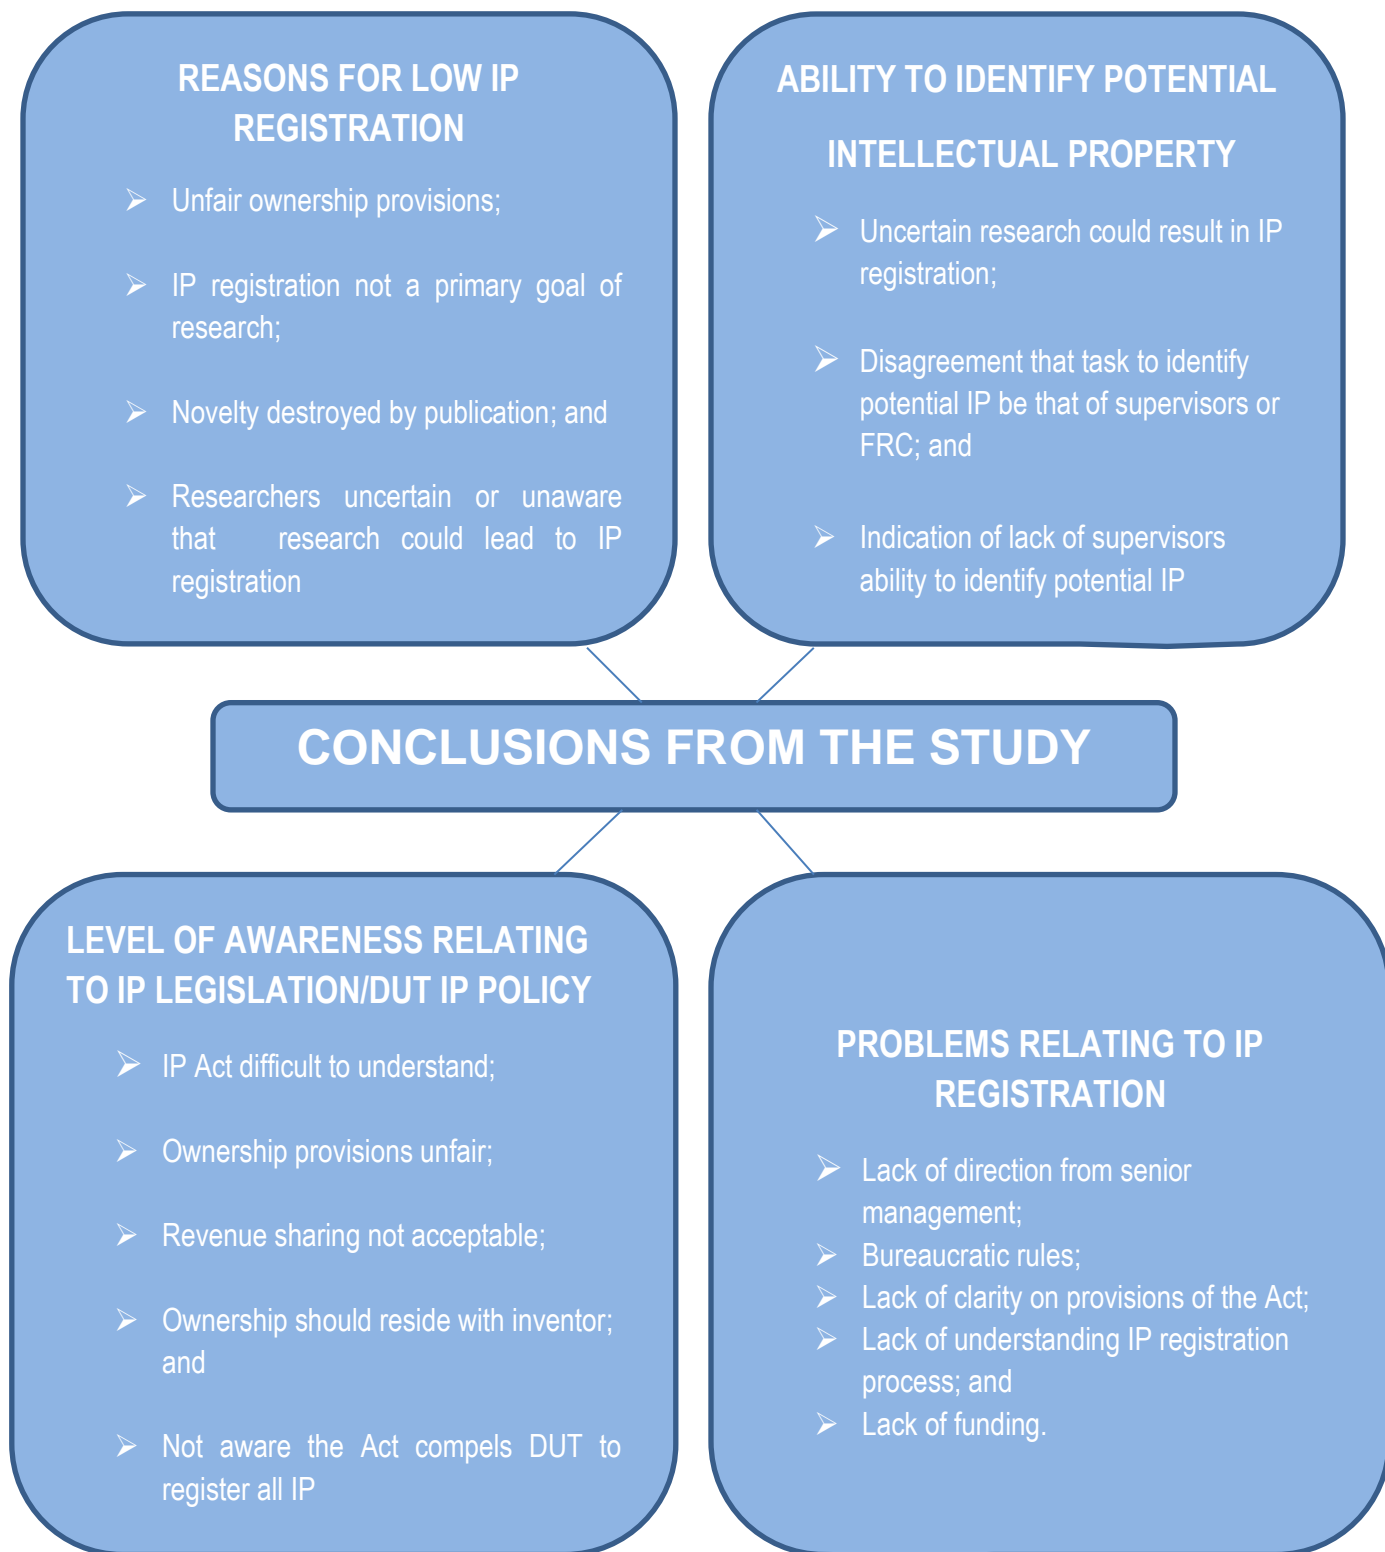 REASONS FOR LOW IP
REGISTRATION
➢ Unfair ownership provisions;
➢ IP registration not a primary goal of
research;
➢ Novelty destroyed by publication; and
➢ Researchers uncertain or unaware
that research could lead to IP
registration
ABILITY TO IDENTIFY POTENTIAL
INTELLECTUAL PROPERTY
➢ Uncertain research could result in IP
registration;
➢ Disagreement that task to identify
potential IP be that of supervisors or
FRC; and
➢ Indication of lack of supervisors
ability to identify potential IP
CONCLUSIONS FROM THE STUDY
LEVEL OF AWARENESS RELATING
TO IP LEGISLATION/DUT IP POLICY
➢ IP Act difficult to understand;
➢ Ownership provisions unfair;
➢ Revenue sharing not acceptable;
➢ Ownership should reside with inventor;
and
➢ Not aware the Act compels DUT to
register all IP
PROBLEMS RELATING TO IP
REGISTRATION
➢ Lack of direction from senior
management;
➢ Bureaucratic rules;
➢ Lack of clarity on provisions of the Act;
➢ Lack of understanding IP registration
process; and
➢ Lack of funding.